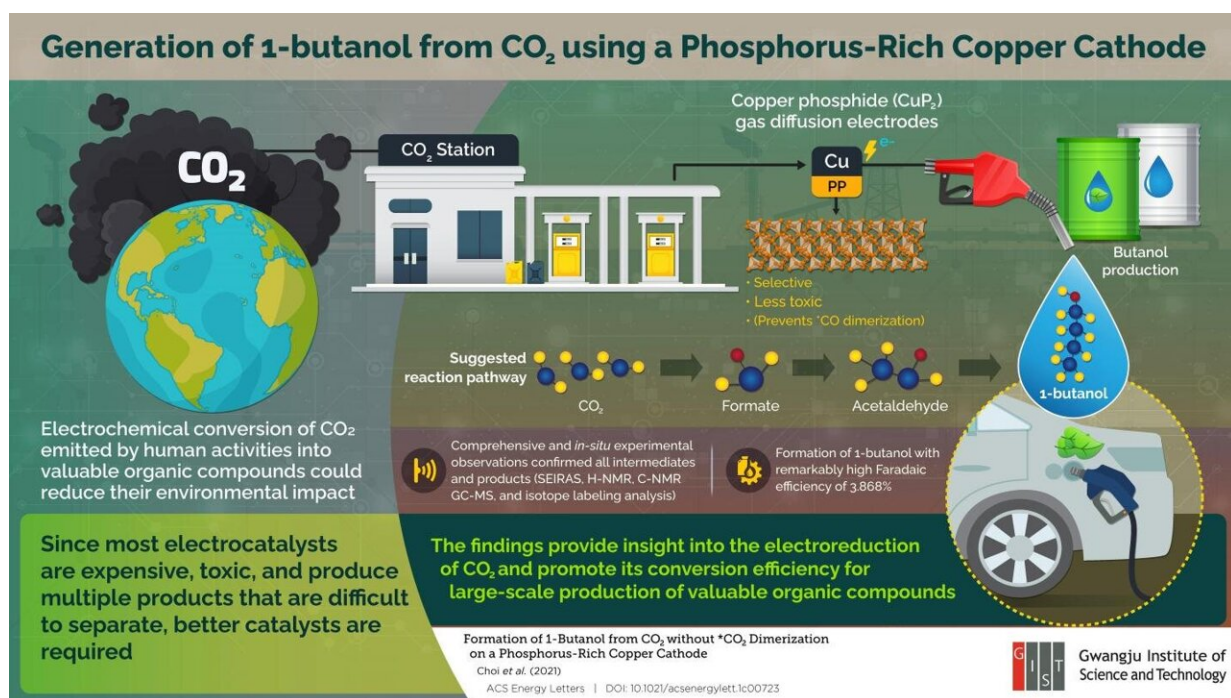 Generation of 1-butanol from CO₂ using a Phosphorus-Rich Copper Cathode
CO₂
CO₂ Station
Copper phosphide (CuP₂)
gas diffusion electrodes
Cu
e-
PP
• Selective
• Less toxic
• (Prevents *CO dimerization)
Butanol
production
Suggested
reaction pathway
CO₂
Formate
Acetaldehyde
1-butanol
Electrochemical conversion of CO₂
emitted by human activities into
valuable organic compounds could
reduce their environmental impact
Comprehensive and in-situ experimental
observations confirmed all intermediates
and products (SEIRAS, H-NMR, C-NMR
GC-MS, and isotope labeling analysis)
Formation of 1-butanol with
remarkably high Faradaic
efficiency of 3.868%
Since most electrocatalysts
are expensive, toxic, and produce
multiple products that are difficult
to separate, better catalysts are
required
The findings provide insight into the electroreduction
of CO₂ and promote its conversion efficiency for
large-scale production of valuable organic compounds
Formation of 1-Butanol from CO₂ without *CO₂ Dimerization
on a Phosphorus-Rich Copper Cathode
Choi et al. (2021)
ACS Energy Letters | DOI: 10.1021/acsenergylett.1c00723
GIST
Gwangju Institute of
Science and Technology